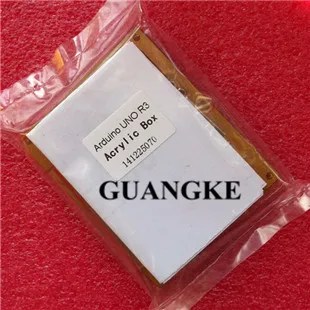 Arduino UNO R3
Acrylic Box
141225070
GUANGKE